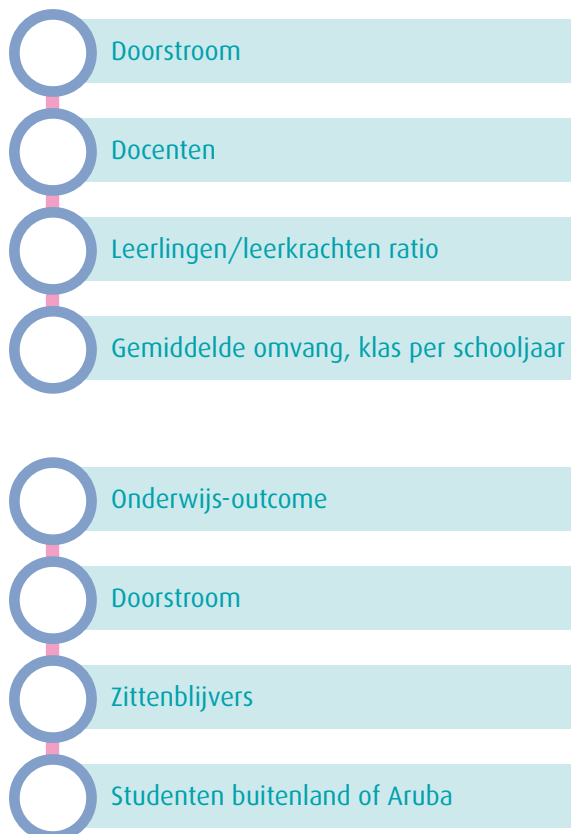 Doorstroom
Docenten
Leerlingen/leerkrachten ratio
Gemiddelde omvang, klas per schooljaar
Onderwijs-outcome
Doorstroom
Zittenblijvers
Studenten buitenland of Aruba